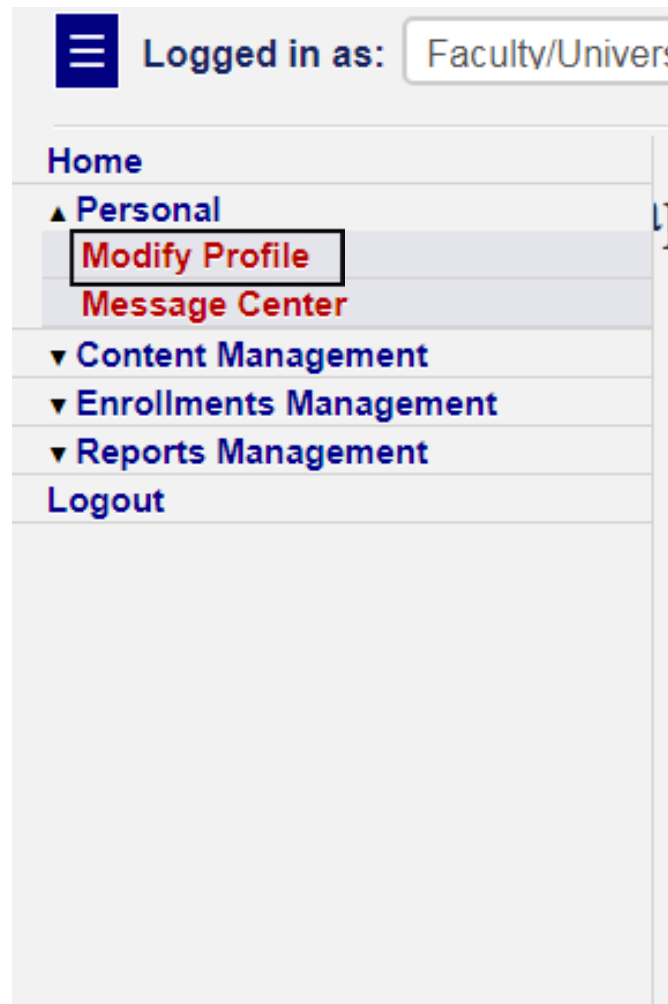 Logged in as: Faculty/Univers
Home
▲ Personal
Modify Profile
Message Center
▼ Content Management
▼ Enrollments Management
▼ Reports Management
Logout